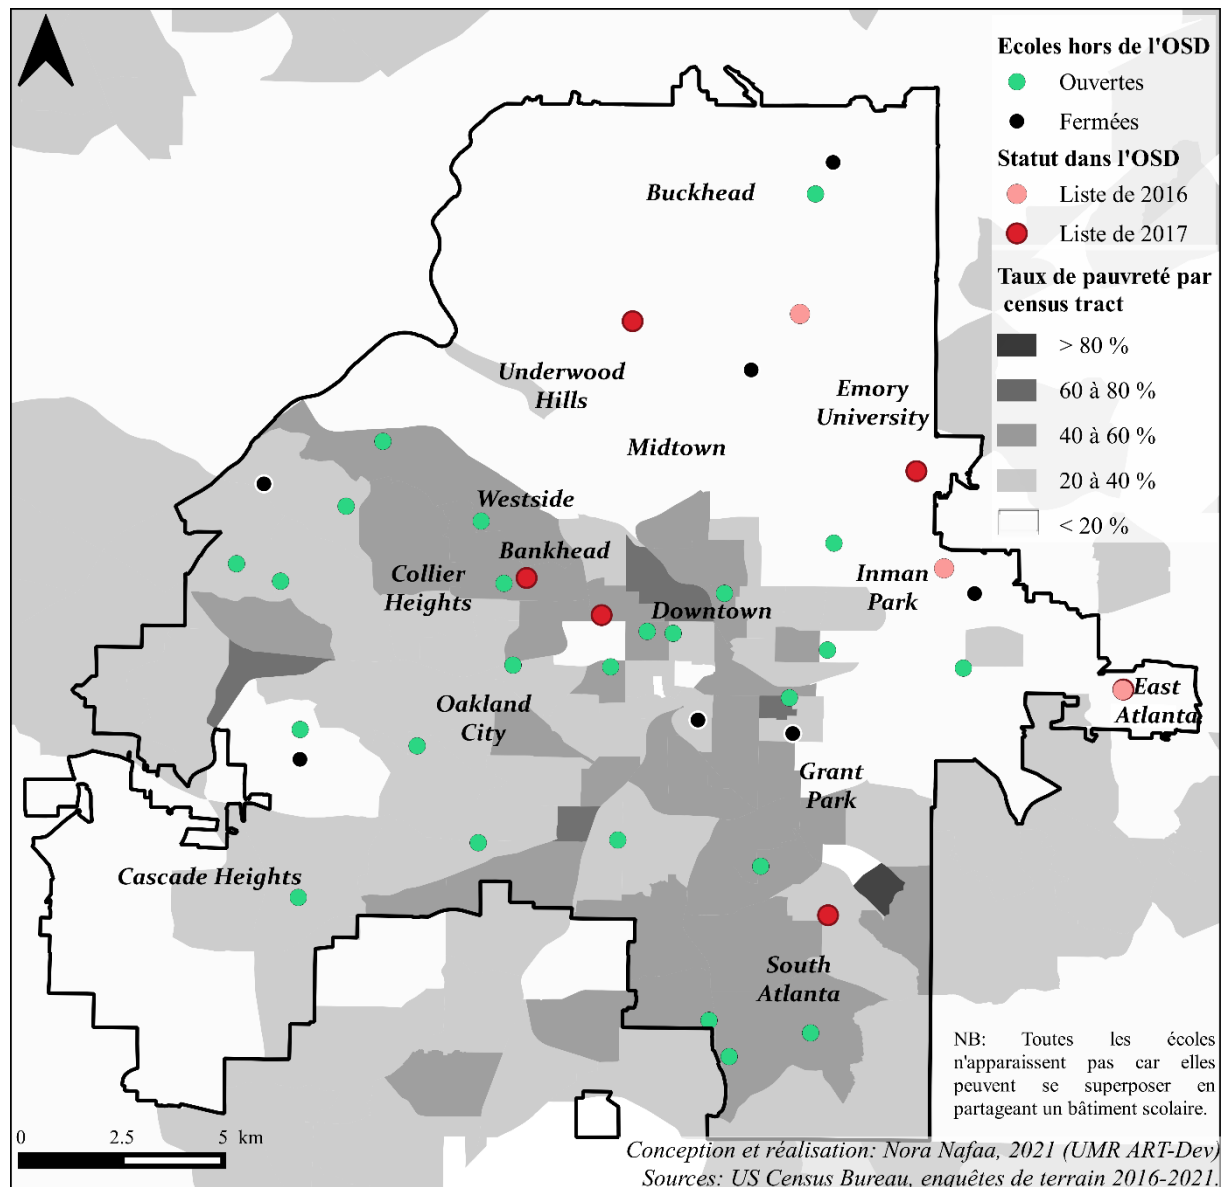 Ecoles hors de l'OSD
Ouvertes
Fermées
Statut dans l'OSD
Liste de 2016
Liste de 2017
Taux de pauvreté par
census tract
> 80 %
60 à 80 %
40 à 60 %
20 à 40 %
< 20 %
Buckhead
Underwood
Hills
Emory
University
Midtown
Westside
Bankhead
Collier
Heights
Inman
Park
Downtown
Oakland
City
East
Atlanta
Grant
Park
Cascade Heights
South
Atlanta
NB: Toutes les écoles
n'apparaissent pas car elles
peuvent se superposer en
partageant un bâtiment scolaire.
0 2.5 5 km
Conception et réalisation: Nora Nafaa, 2021 (UMR ART-Dev)
Sources: US Census Bureau, enquêtes de terrain 2016-2021.